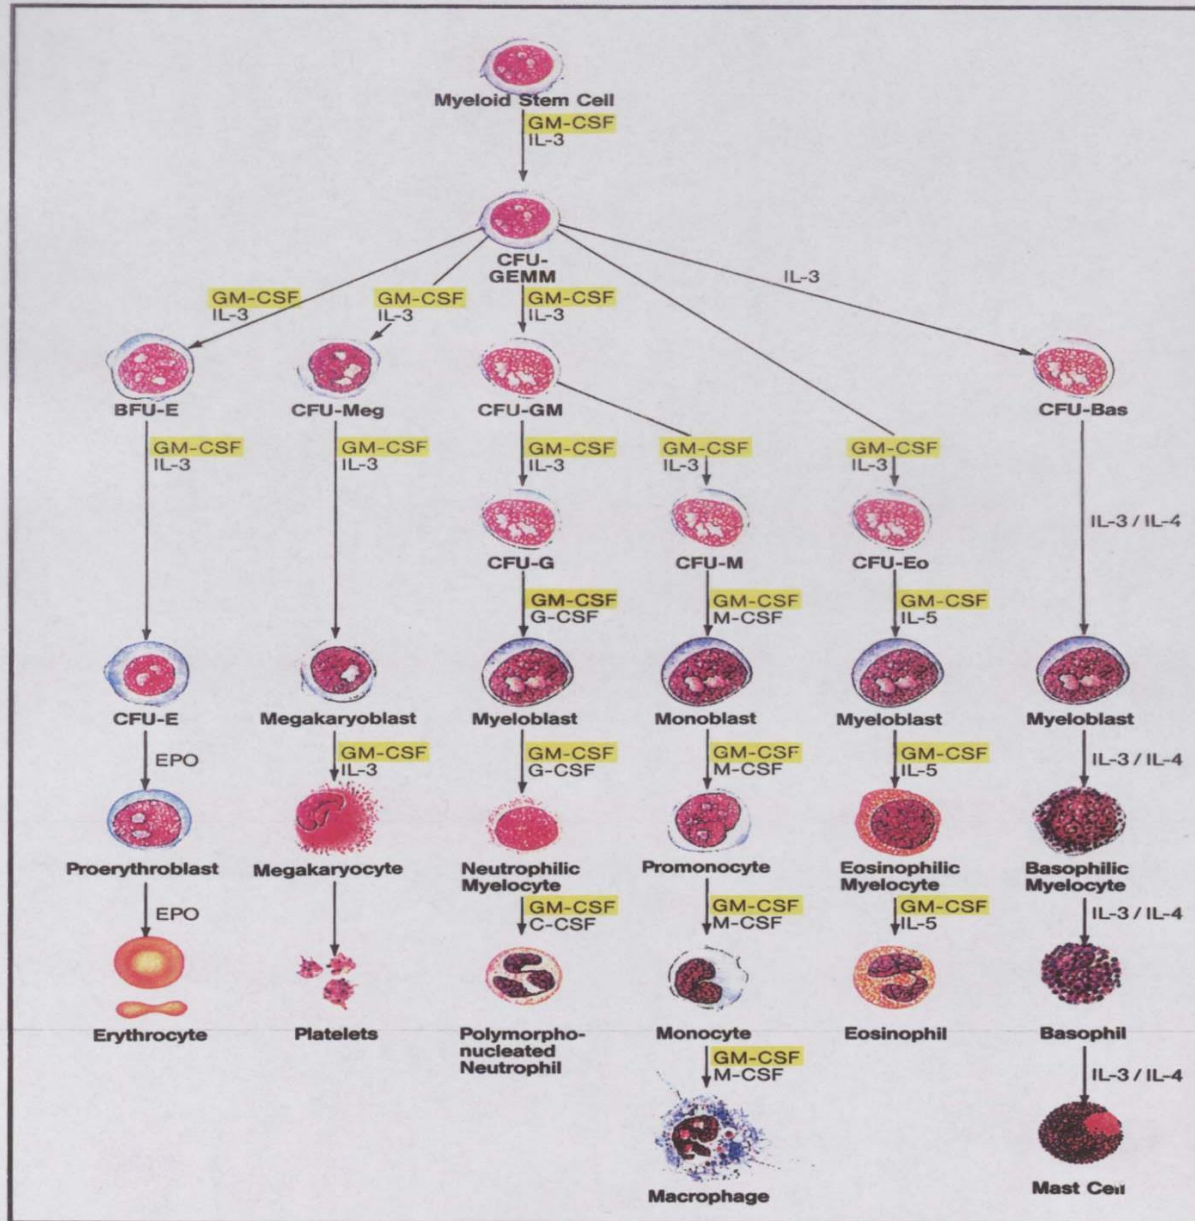 Myeloid Stem Cell
GM-CSF
IL-3
CFU-
GEMM
GM-CSF
IL-3
GM-CSF
IL-3
GM-CSF
IL-3
IL-3
BFU-E
CFU-Meg
CFU-GM
CFU-Bas
GM-CSF
IL-3
GM-CSF
IL-3
GM-CSF
IL-3
GM-CSF
IL-3
GM-CSF
IL-3
IL-3 / IL-4
CFU-G
CFU-M
CFU-Eo
GM-CSF
G-CSF
GM-CSF
M-CSF
GM-CSF
IL-5
CFU-E
Megakaryoblast
Myeloblast
Monoblast
Myeloblast
Myeloblast
EPO
GM-CSF
IL-3
GM-CSF
G-CSF
GM-CSF
M-CSF
GM-CSF
IL-5
IL-3 / IL-4
Proerythroblast
Megakaryocyte
Neutrophilic
Myelocyte
Promonocyte
Eosinophilic
Myelocyte
Basophilic
Myelocyte
EPO
GM-CSF
C-CSF
GM-CSF
M-CSF
GM-CSF
IL-5
IL-3 / IL-4
Erythrocyte
Platelets
Polymorpho-
nucleated
Neutrophil
Monocyte
Eosinophil
Basophil
GM-CSF
M-CSF
IL-3 / IL-4
Macrophage
Mast Cell